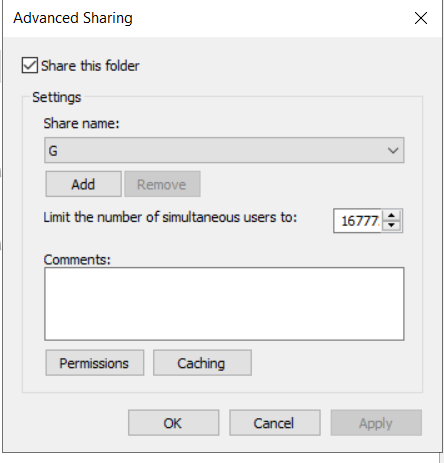 Advanced Sharing
Share this folder
Settings
Share name:
G
Add Remove
Limit the number of simultaneous users to: 16777
Comments:
Permissions Caching
OK Cancel Apply